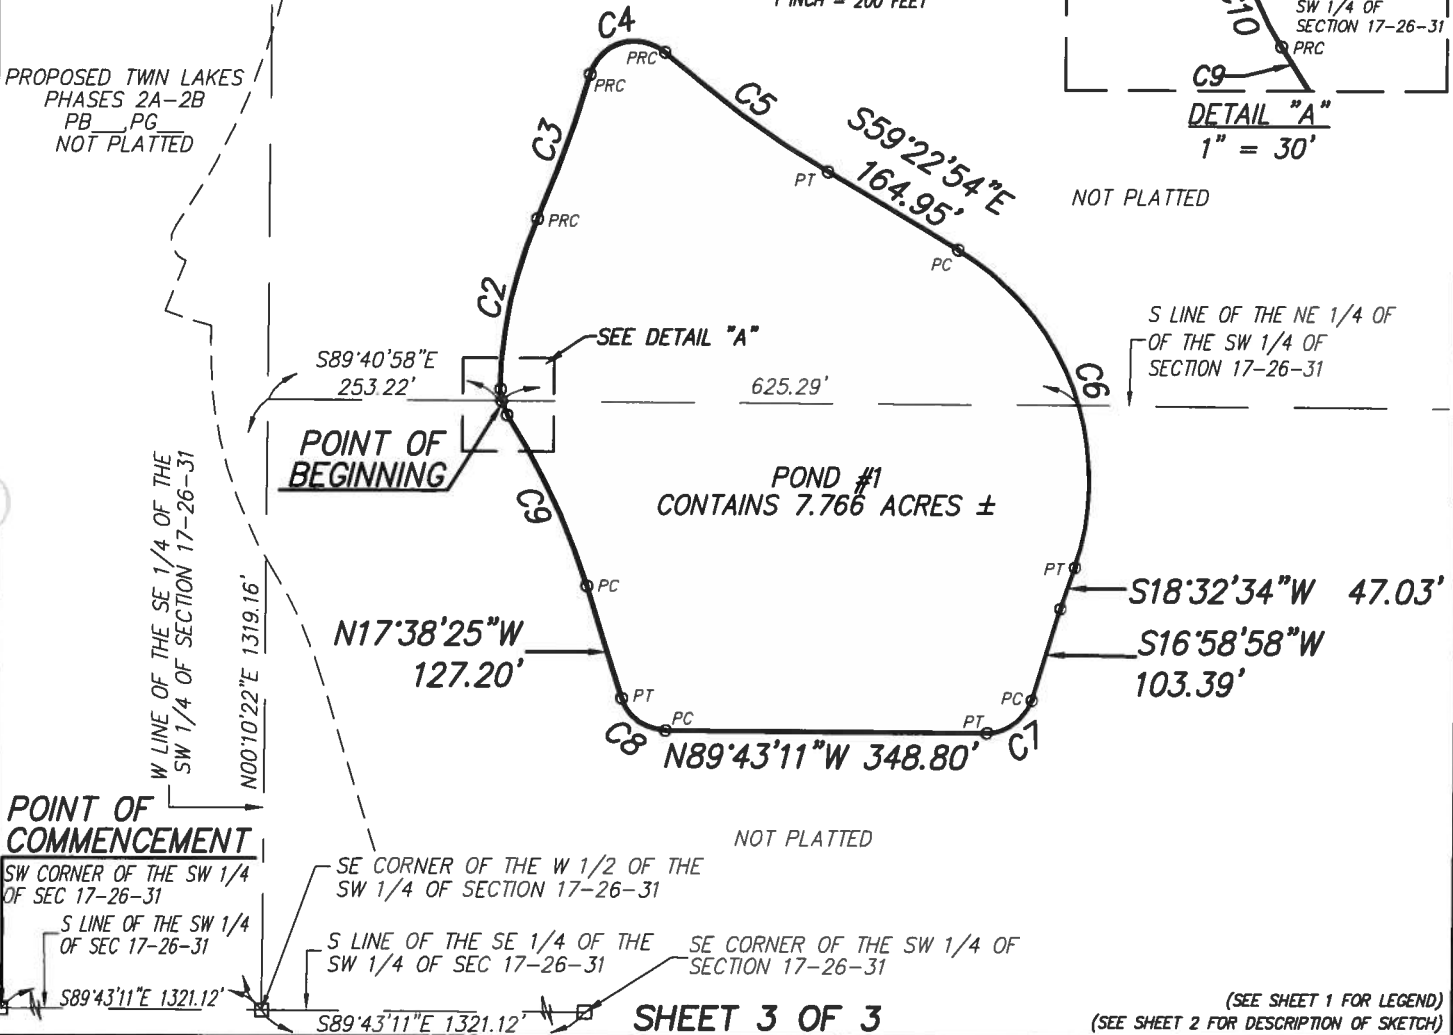 1 INCH = 200 FEET
SW 1/4 OF
SECTION 17-26-31
C10
PRC
C9
DETAIL "A"
1" = 30'
PROPOSED TWIN LAKES
PHASES 2A-2B
PB___,PG___
NOT PLATTED
C4
PRC
PRC
C3
C5
PRC
PT
S59°22'54"E
164.95'
NOT PLATTED
PC
C2
SEE DETAIL "A"
S LINE OF THE NE 1/4 OF
OF THE SW 1/4 OF
SECTION 17-26-31
S89°40'58"E
253.22'
625.29'
C6
POINT OF
BEGINNING
POND #1
CONTAINS 7.766 ACRES ±
C9
W LINE OF THE SE 1/4 OF THE
SW 1/4 OF SECTION 17-26-31
N00°10'22"E 1319.16'
PC
PT
S18°32'34"W 47.03'
N17°38'25"W
127.20'
S16°58'58"W
103.39'
PT
PC
C8
PC
PT
C7
N89°43'11"W 348.80'
POINT OF
COMMENCEMENT
SW CORNER OF THE SW 1/4
OF SEC 17-26-31
NOT PLATTED
SE CORNER OF THE W 1/2 OF THE
SW 1/4 OF SECTION 17-26-31
S LINE OF THE SW 1/4
OF SEC 17-26-31
S LINE OF THE SE 1/4 OF THE
SW 1/4 OF SEC 17-26-31
SE CORNER OF THE SW 1/4 OF
SECTION 17-26-31
S89°43'11"E 1321.12'
S89°43'11"E 1321.12'
SHEET 3 OF 3
(SEE SHEET 1 FOR LEGEND)
(SEE SHEET 2 FOR DESCRIPTION OF SKETCH)